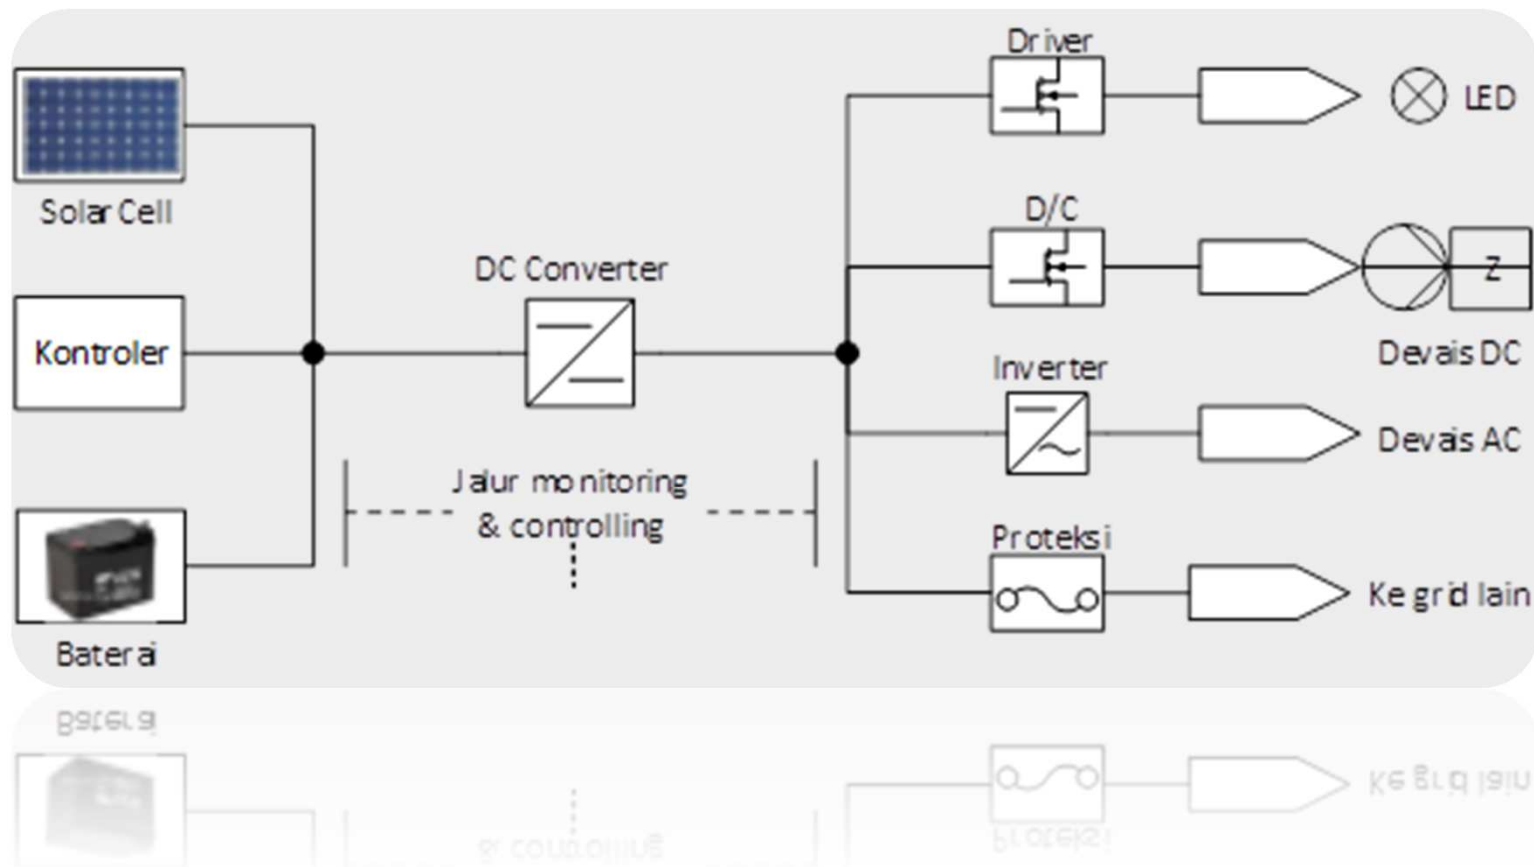 Driver
LED
Solar Cell
D/C
Z
DC Converter
Kontroler
Devais DC
Inverter
Devais AC
Jalur monitoring
& controlling
Proteksi
Ke grid lain
Baterai